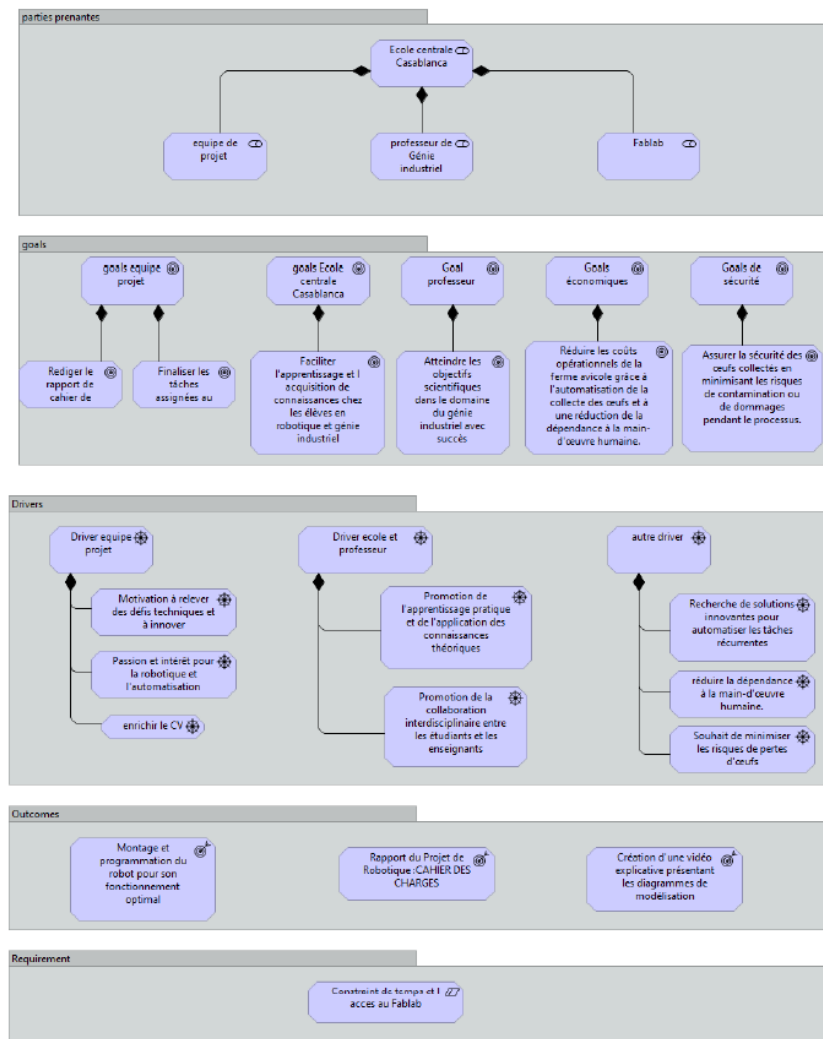 parties prenantes
Ecole centrale
Casablanca
equipe de
projet
professeur de
Génie
industriel
Fablab
goals
goals equipe
projet
goals Ecole
centrale
Casablanca
Goal
professeur
Goals
économiques
Goals de
sécurité
Rediger le
rapport de
cahier de
Finaliser les
tâches
assignées au
Faciliter
l'apprentissage et l
acquisition de
connaissances chez
les élèves en
robotique et génie
industriel
Atteindre les
objectifs
scientifiques
dans le domaine
du génie
industriel avec
succès
Réduire les coûts
opérationnels de la
ferme avicole grâce à
l'automatisation de la
collecte des œufs et à
une réduction de la
dépendance à la main-
d'œuvre humaine.
Assurer la sécurité des
œufs collectés en
minimisant les risques
de contamination ou
de dommages
pendant le processus.
Drivers
Driver equipe
projet
Motivation à relever
des défis techniques et
à innover
Passion et intérêt pour
la robotique et
l'automatisation
enrichir le CV
Driver ecole et
professeur
Promotion de
l'apprentissage pratique
et de l'application des
connaissances
théoriques
Promotion de la
collaboration
interdisciplinaire entre
les étudiants et les
enseignants
autre driver
Recherche de solutions
innovantes pour
automatiser les tâches
récurrentes
réduire la dépendance
à la main-d'œuvre
humaine.
Souhait de minimiser
les risques de pertes
d'œufs
Outcomes
Montage et
programmation du
robot pour son
fonctionnement
optimal
Rapport du Projet de
Robotique :CAHIER DES
CHARGES
Création d'une vidéo
explicative présentant
les diagrammes de
modélisation
Requirement
Constraint de temps et l
acces au Fablab